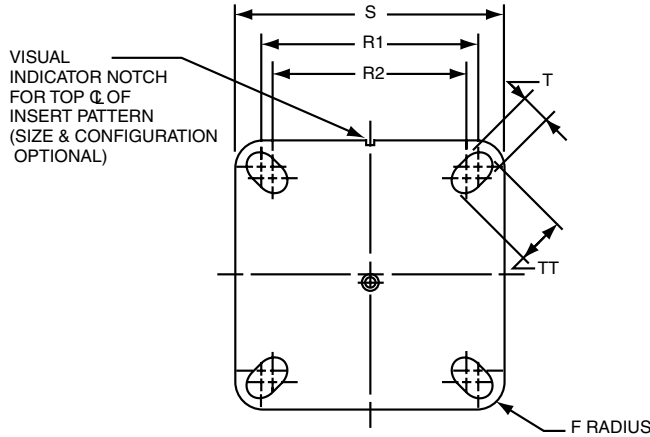 S
R1
R2
T
VISUAL
INDICATOR NOTCH
FOR TOP ℄ OF
INSERT PATTERN
(SIZE & CONFIGURATION
OPTIONAL)
TT
F RADIUS